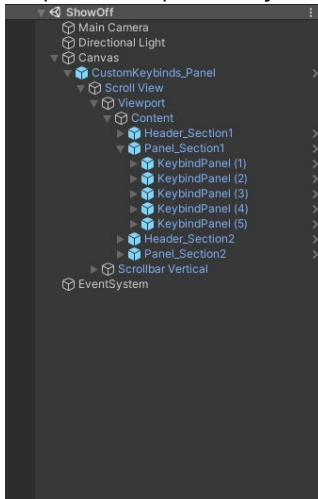 ShowOff
Main Camera
Directional Light
Canvas
CustomKeybinds_Panel
Scroll View
Viewport
Content
Header_Section1
Panel_Section1
KeybindPanel (1)
KeybindPanel (2)
KeybindPanel (3)
KeybindPanel (4)
KeybindPanel (5)
Header_Section2
Panel_Section2
Scrollbar Vertical
EventSystem